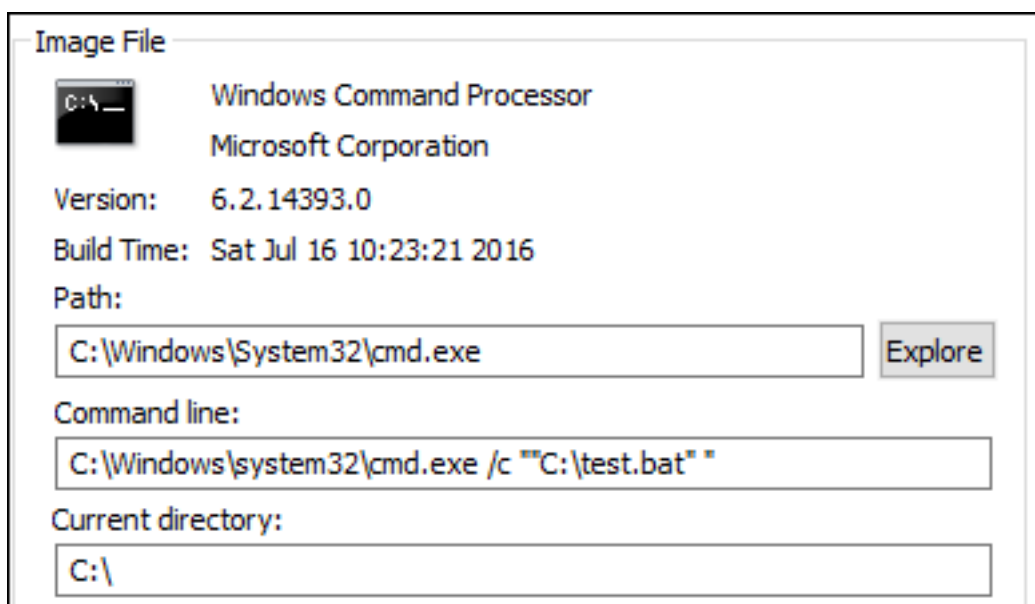 Image File
C:\
Windows Command Processor
Microsoft Corporation
Version: 6.2.14393.0
Build Time: Sat Jul 16 10:23:21 2016
Path:
C:\Windows\System32\cmd.exe Explore
Command line:
C:\Windows\system32\cmd.exe /c ""C:\test.bat" "
Current directory:
C:\